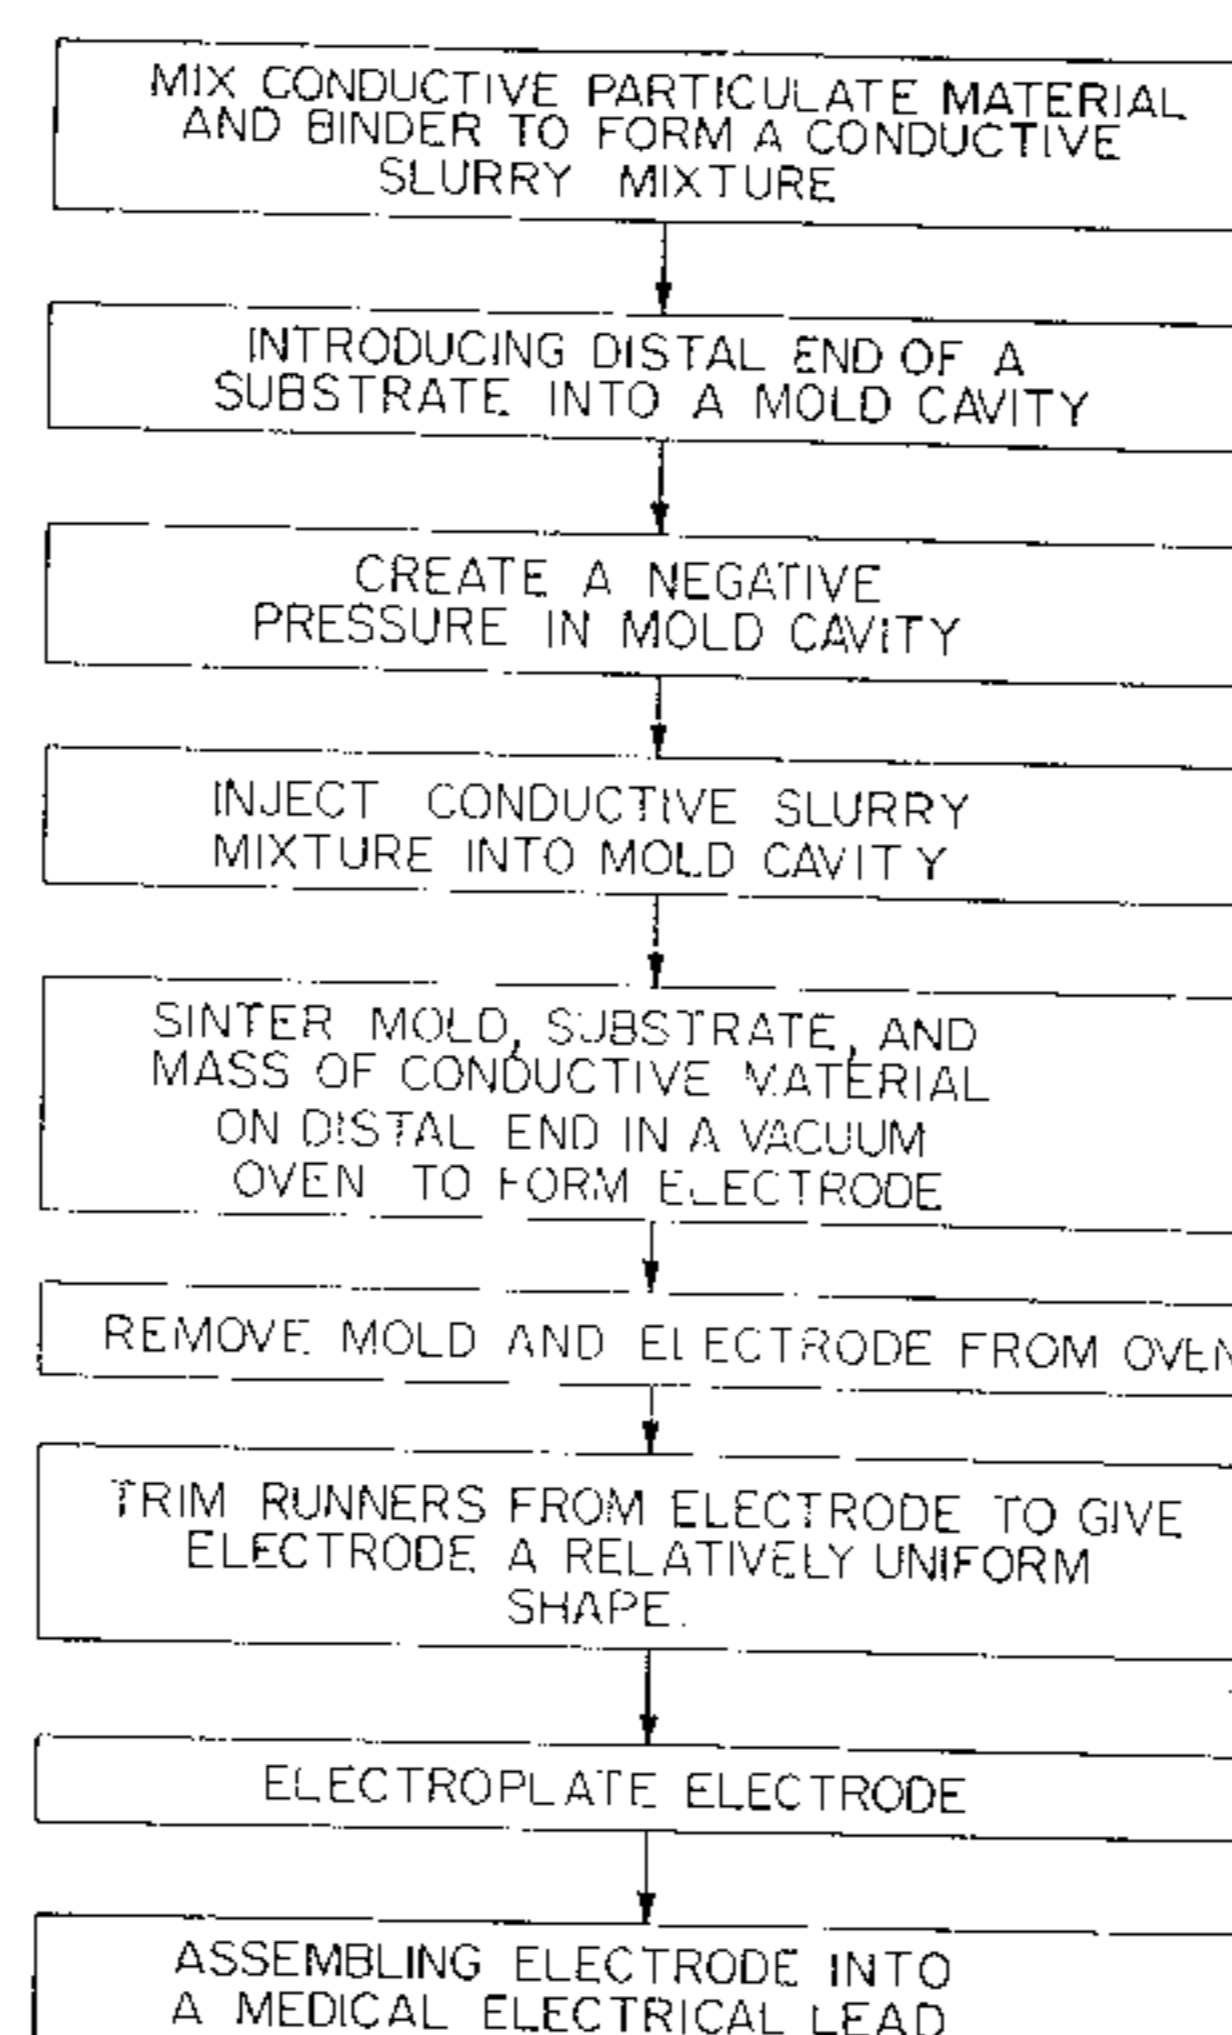 MIX CONDUCTIVE PARTICULATE MATERIAL
AND BINDER TO FORM A CONDUCTIVE
SLURRY MIXTURE
INTRODUCING DISTAL END OF A
SUBSTRATE INTO A MOLD CAVITY
CREATE A NEGATIVE
PRESSURE IN MOLD CAVITY
INJECT CONDUCTIVE SLURRY
MIXTURE INTO MOLD CAVITY
SINTER MOLD, SUBSTRATE, AND
MASS OF CONDUCTIVE MATERIAL
ON DISTAL END IN A VACUUM
OVEN TO FORM ELECTRODE
REMOVE MOLD AND ELECTRODE FROM OVEN
TRIM RUNNERS FROM ELECTRODE TO GIVE
ELECTRODE A RELATIVELY UNIFORM
SHAPE.
ELECTROPLATE ELECTRODE
ASSEMBLING ELECTRODE INTO
A MEDICAL ELECTRICAL LEAD